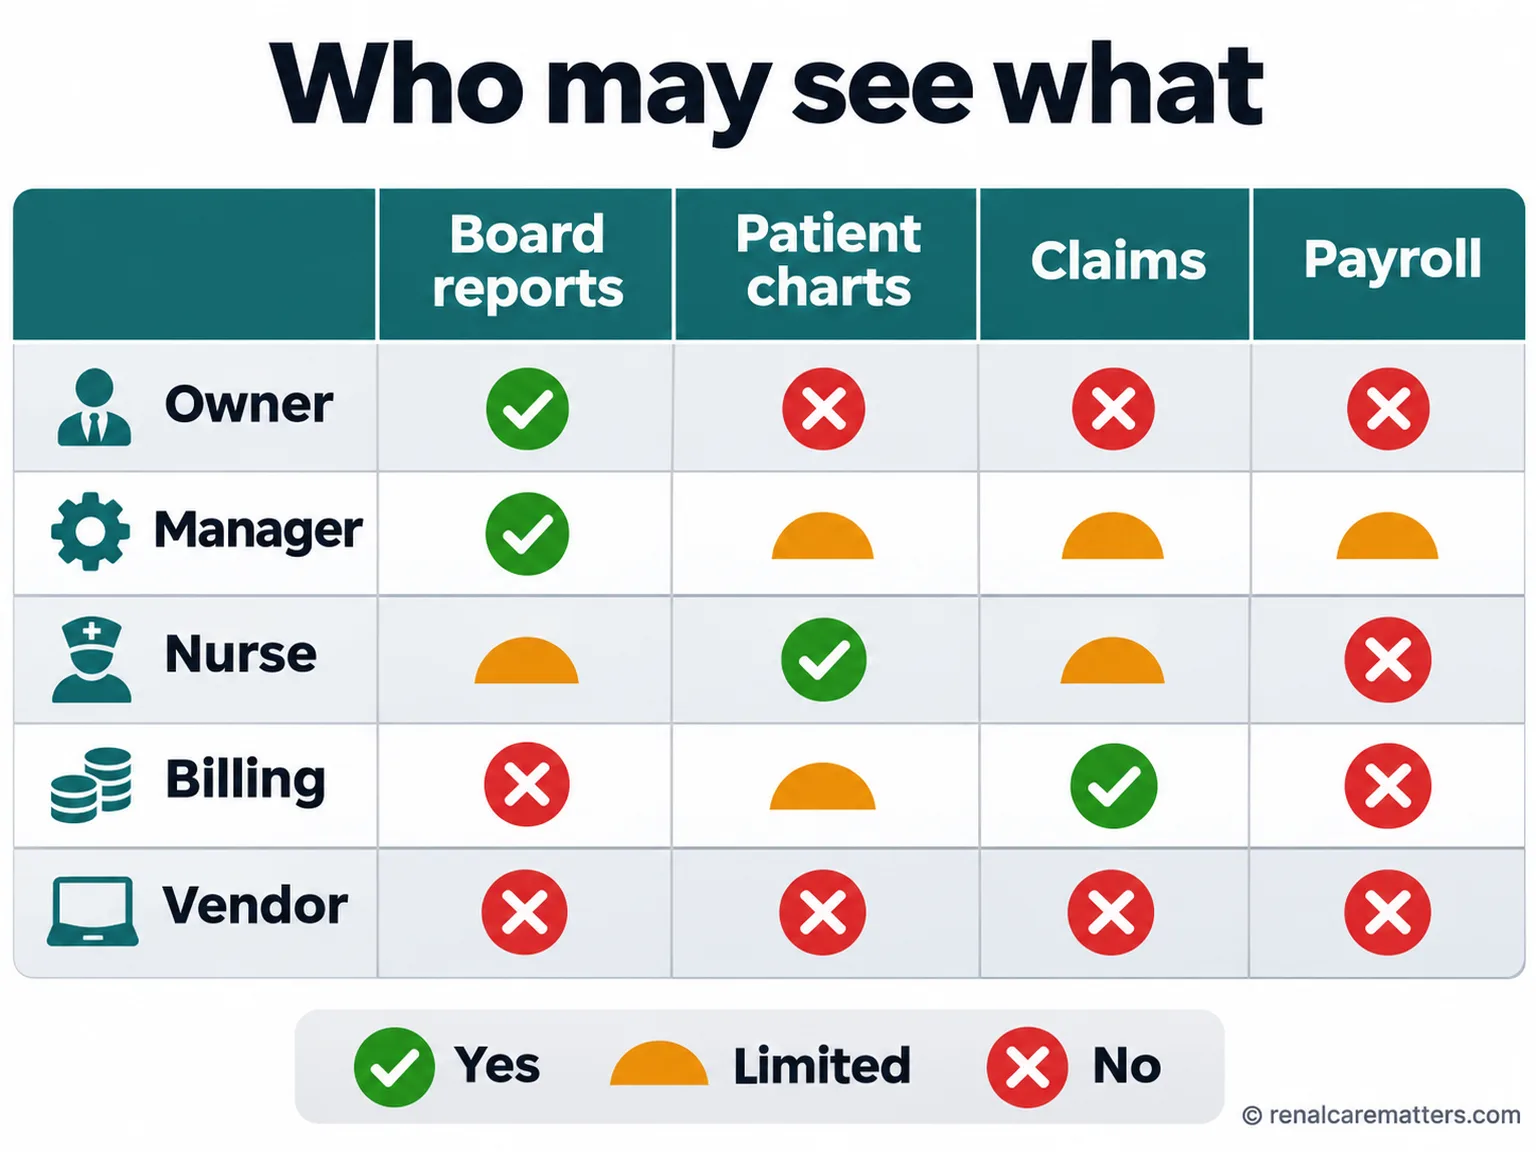 Who may see what
Board
reports
Patient
charts
Claims
Payroll
Owner
Manager
Nurse
Billing
Vendor
Yes
Limited
No
© renalcarematters.com